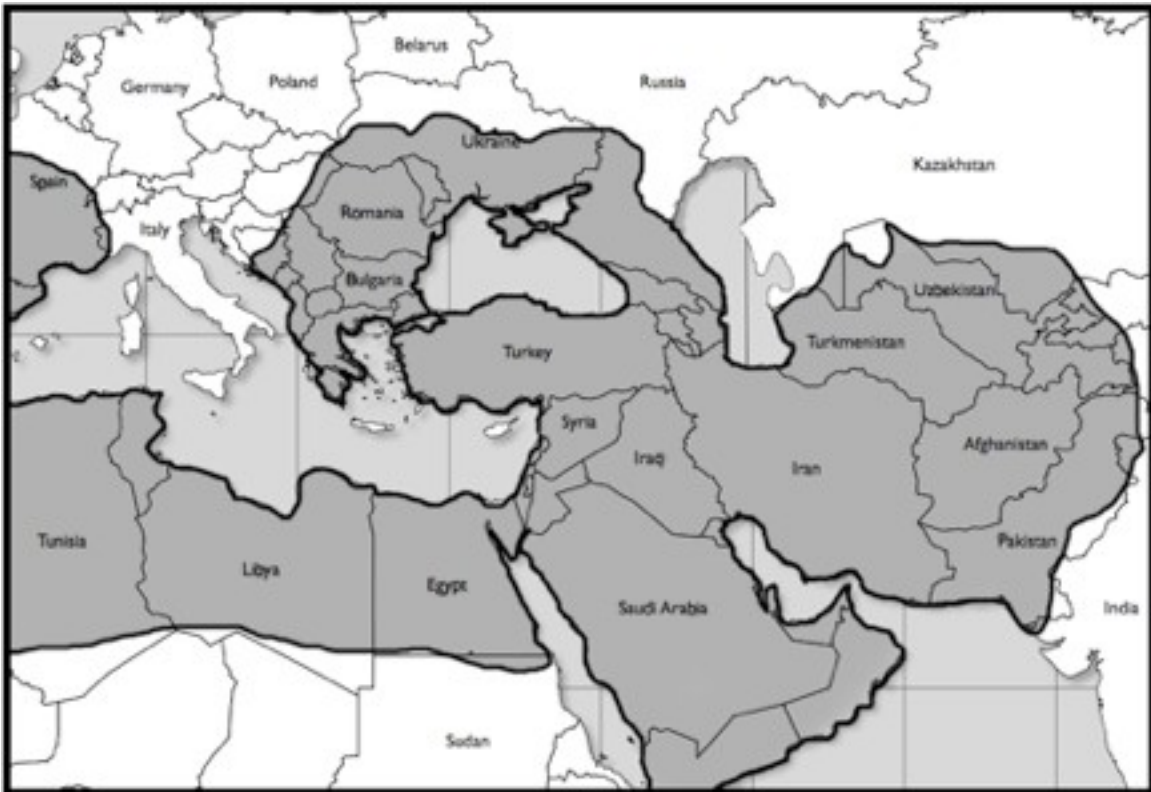 Belarus
Germany
Poland
Russia
Ukraine
Kazakhstan
Spain
Romania
Italy
Bulgaria
Uzbekistan
Turkey
Turkmenistan
Syria
Iraq
Iran
Afghanistan
Tunisia
Libya
Egypt
Pakistan
Saudi Arabia
India
Sudan